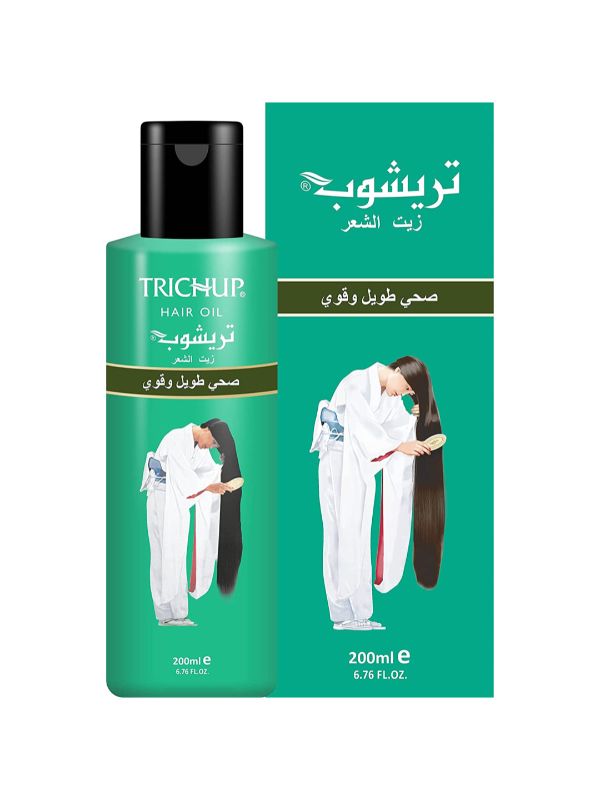 TRICHUP®
HAIR OIL
تريشوب®
زيت الشعر
صحي طويل وقوي
200ml e
6.76 FL.OZ.
تريشوب®
زيت الشعر
صحي طويل و قوي
200ml e
6.76 FL.OZ.